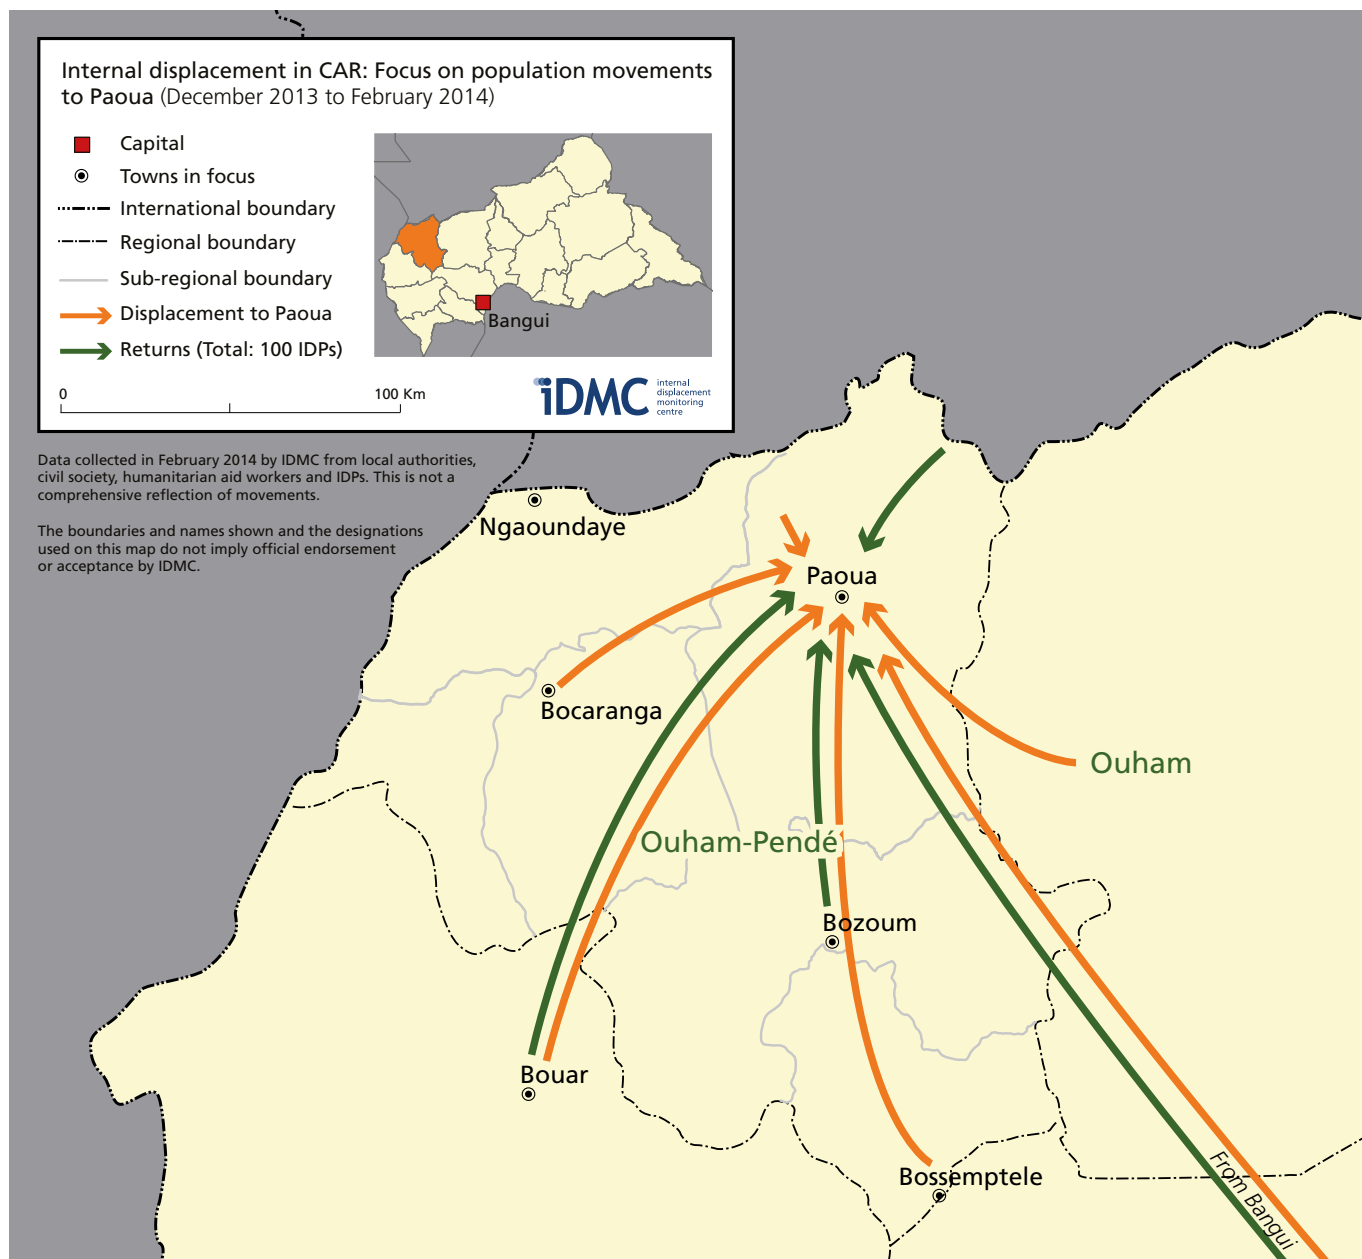 Internal displacement in CAR: Focus on population movements
to Paoua (December 2013 to February 2014)
Capital
Towns in focus
International boundary
Regional boundary
Sub-regional boundary
Displacement to Paoua
Returns (Total: 100 IDPs)
0
100 Km
Bangui
iDMC
internal
displacement
monitoring
centre
Data collected in February 2014 by IDMC from local authorities,
civil society, humanitarian aid workers and IDPs. This is not a
comprehensive reflection of movements.
The boundaries and names shown and the designations
used on this map do not imply official endorsement
or acceptance by IDMC.
Ngaoundaye
Paoua
Bocaranga
Ouham
Ouham-Pendé
Bozoum
Bouar
Bossemptele
From Bangui